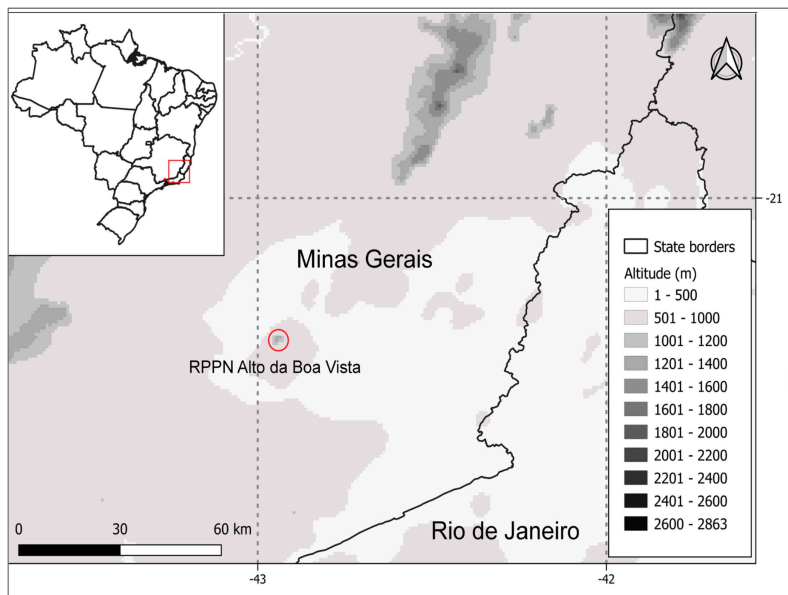 -21
Minas Gerais
RPPN Alto da Boa Vista
Rio de Janeiro
State borders
Altitude (m)
1 - 500
501 - 1000
1001 - 1200
1201 - 1400
1401 - 1600
1601 - 1800
1801 - 2000
2001 - 2200
2201 - 2400
2401 - 2600
2600 - 2863
0 30 60 km
-43 -42